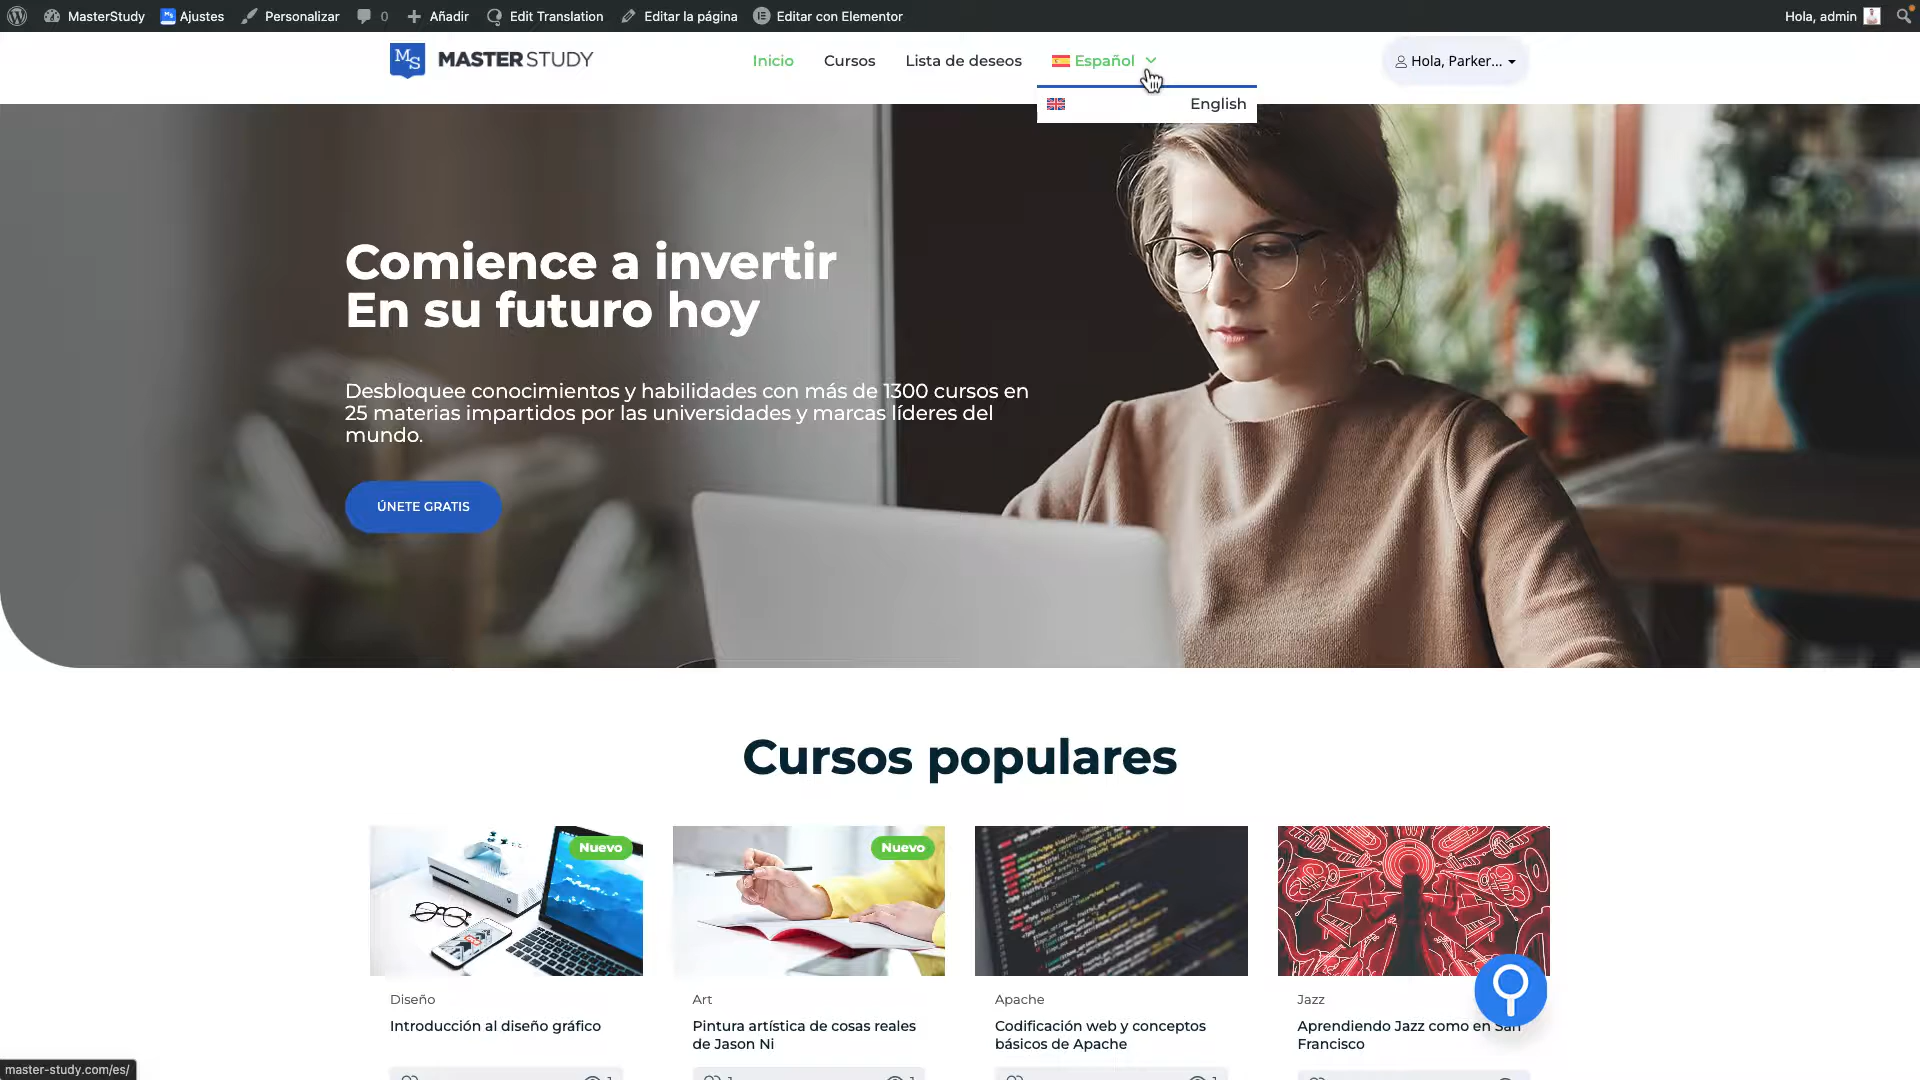 MasterStudy Ajustes Personalizar 0 Añadir Edit Translation Editar la página Editar con Elementor Hola, admin
MS MASTERSTUDY Inicio Cursos Lista de deseos Español Hola, Parker...
English
Comience a invertir
En su futuro hoy
Desbloquee conocimientos y habilidades con más de 1300 cursos en
25 materias impartidos por las universidades y marcas líderes del
mundo.
ÚNETE GRATIS
Cursos populares
Nuevo Nuevo
Diseño
Introducción al diseño gráfico
Art
Pintura artística de cosas reales
de Jason Ni
Apache
Codificación web y conceptos
básicos de Apache
Jazz
Aprendiendo Jazz como en San
Francisco
master-study.com/es/